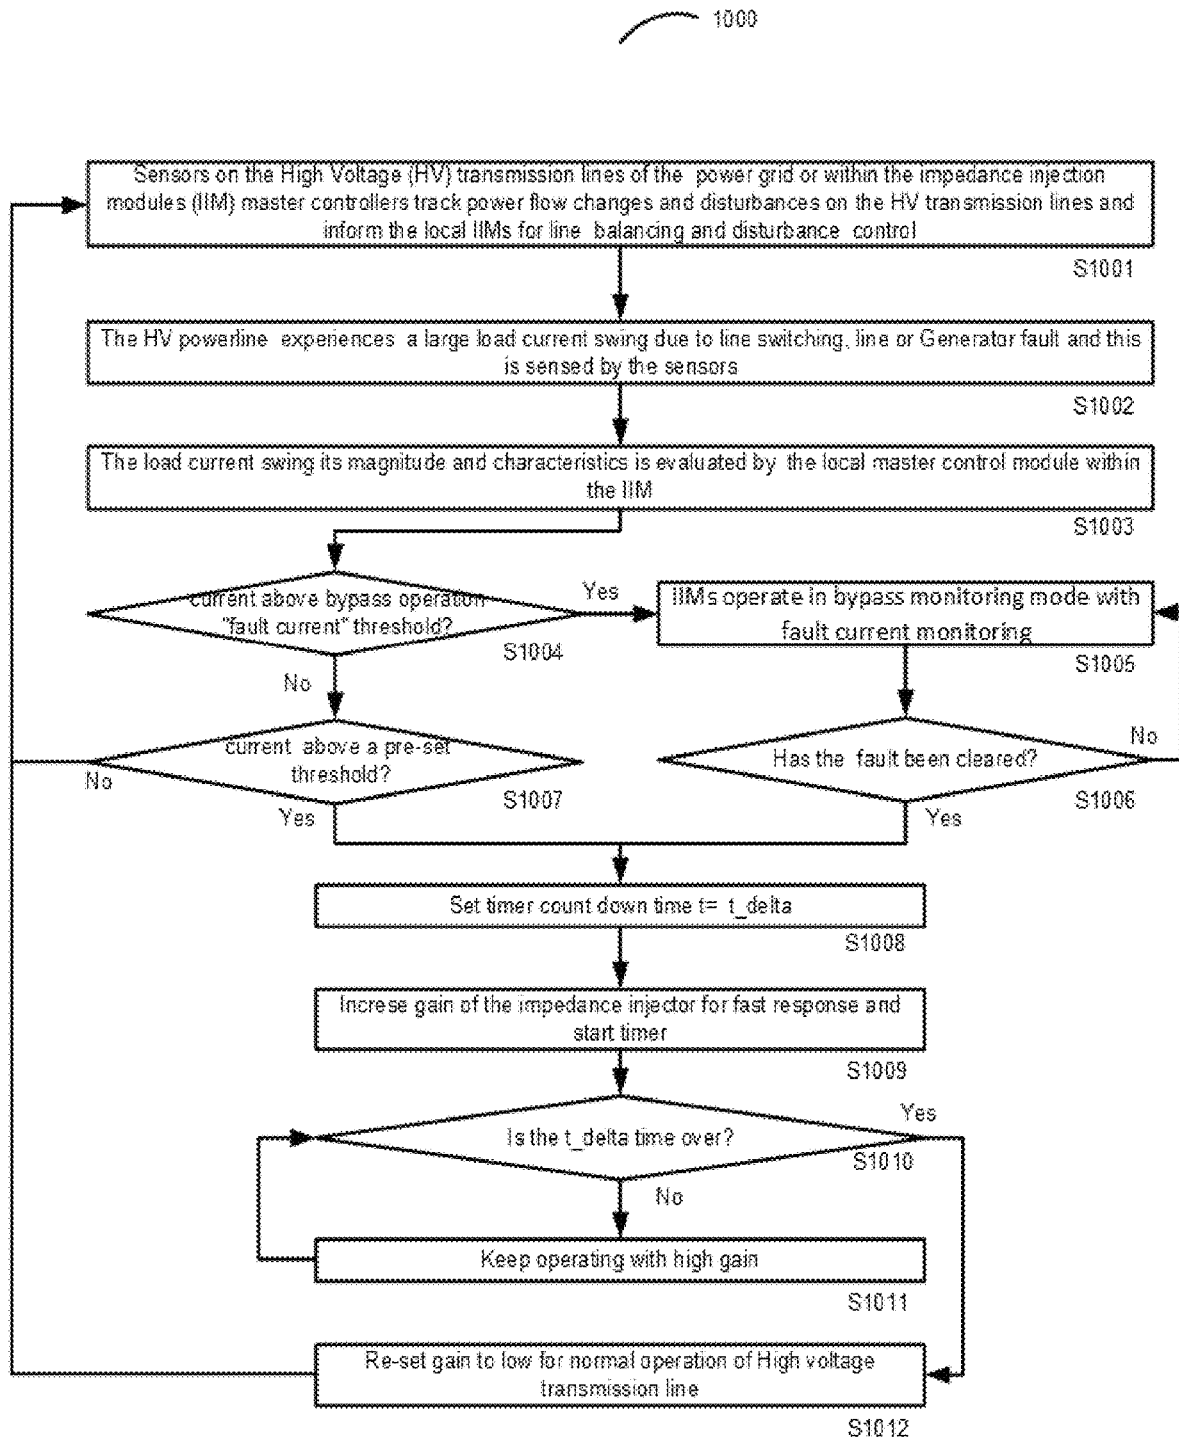 1000
Sensors on the High Voltage (HV) transmission lines of the power grid or within the impedance injection
modules (IIM) master controllers track power flow changes and disturbances on the HV transmission lines and
inform the local IIMs for line balancing and disturbance control
S1001
The HV powerline experiences a large load current swing due to line switching, line or Generator fault and this
is sensed by the sensors
S1002
The load current swing its magnitude and characteristics is evaluated by the local master control module within
the IIM
S1003
current above bypass operation
"fault current" threshold?
Yes
S1004
No
IIMs operate in bypass monitoring mode with
fault current monitoring
S1005
current above a pre-set
threshold?
No
S1007
Yes
Has the fault been cleared?
No
S1006
Yes
Set timer count down time t= t_delta
S1008
Increse gain of the impedance injector for fast response and
start timer
S1009
Is the t_delta time over?
Yes
S1010
No
Keep operating with high gain
S1011
Re-set gain to low for normal operation of High voltage
transmission line
S1012